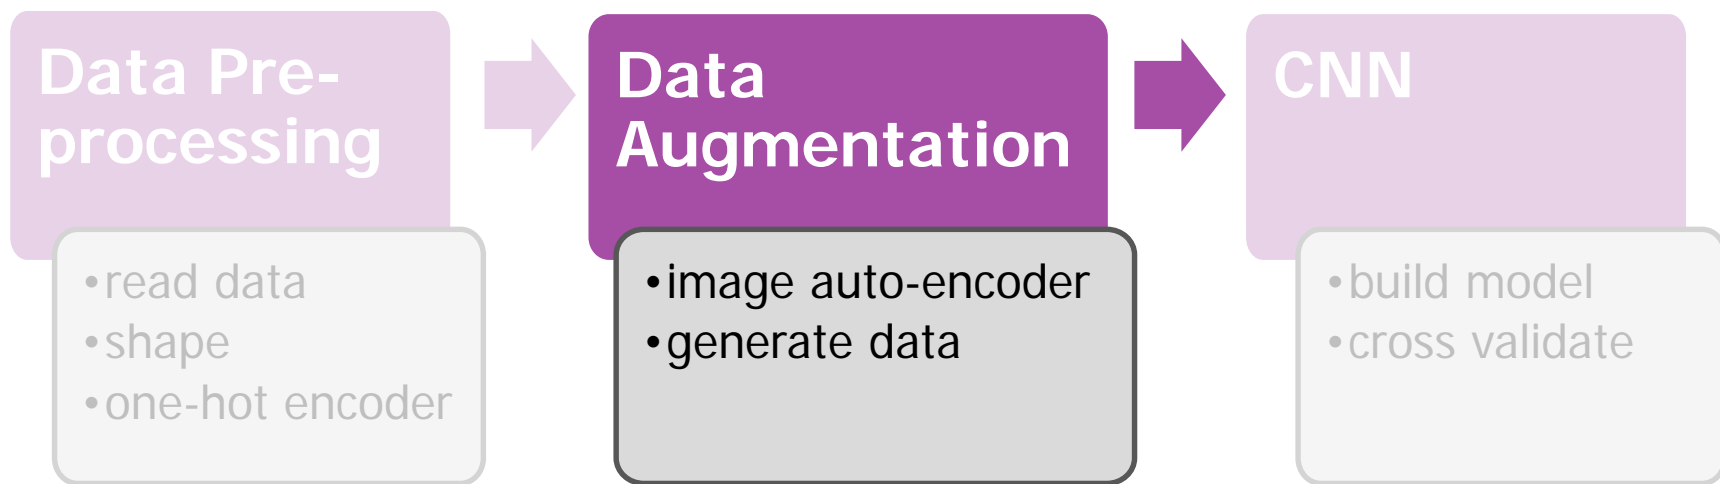 Data Pre-
processing
•read data
•shape
•one-hot encoder
Data
Augmentation
•image auto-encoder
•generate data
CNN
•build model
•cross validate